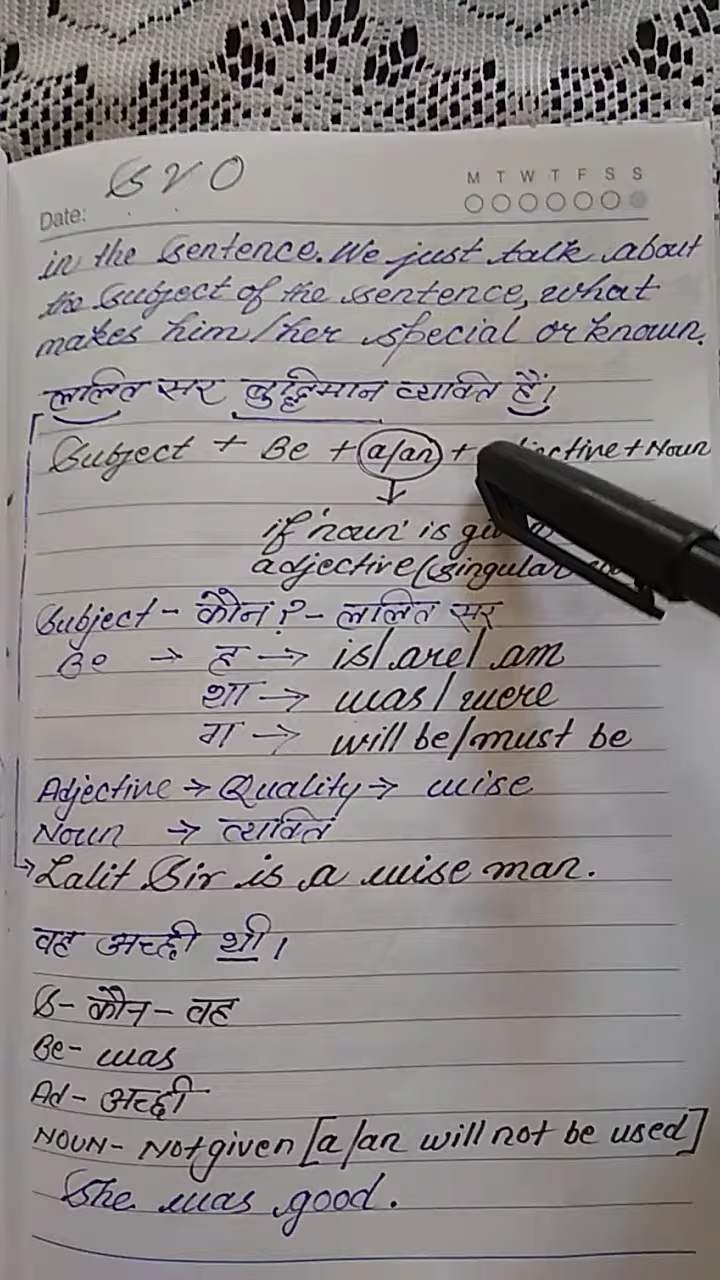 SVO
M T W T F S S
Date:
in the sentence. We just talk about
the subject of the sentence, what
makes him/her special or known.
ललित सर बुद्धिमान व्यक्ति हैं।
Subject + Be + a/an + + Noun
if 'noun' is
adjective (singular
Subject - कौन? - ललित सर
Be → ह → is/are/am
था → was/were
ग → will be/must be
Adjective → Quality → wise
Noun → व्यक्ति
→ Lalit Sir is a wise man.
वह अच्छी थी।
S - कौन - वह
Be - was
Ad - अच्छी
NOUN - Not given [a/an will not be used]
She was good.